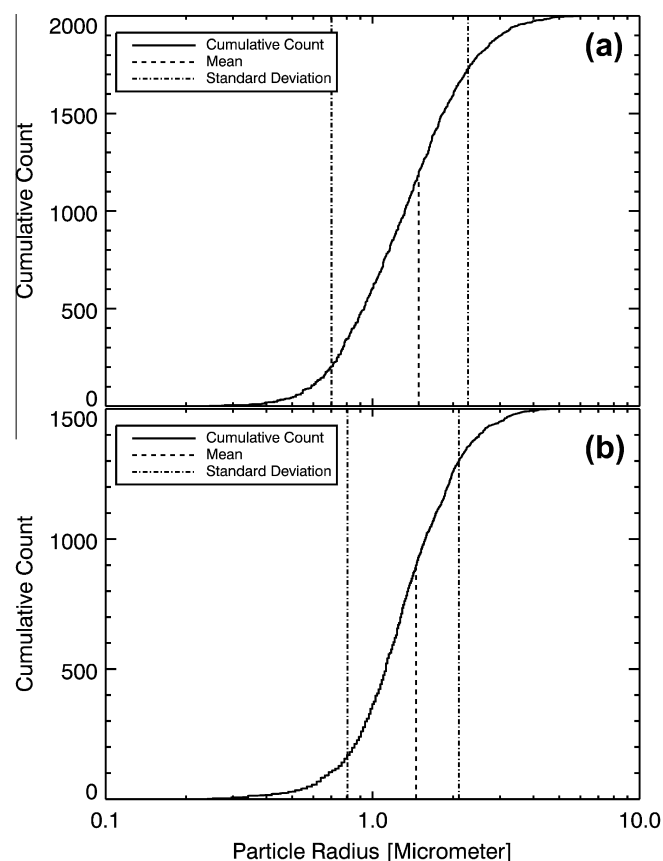 2000
(a)
Cumulative Count
Mean
Standard Deviation
1500
1000
500
0
Cumulative Count
1500
(b)
Cumulative Count
Mean
Standard Deviation
1000
500
0
Cumulative Count
0.1
1.0
10.0
Particle Radius [Micrometer]